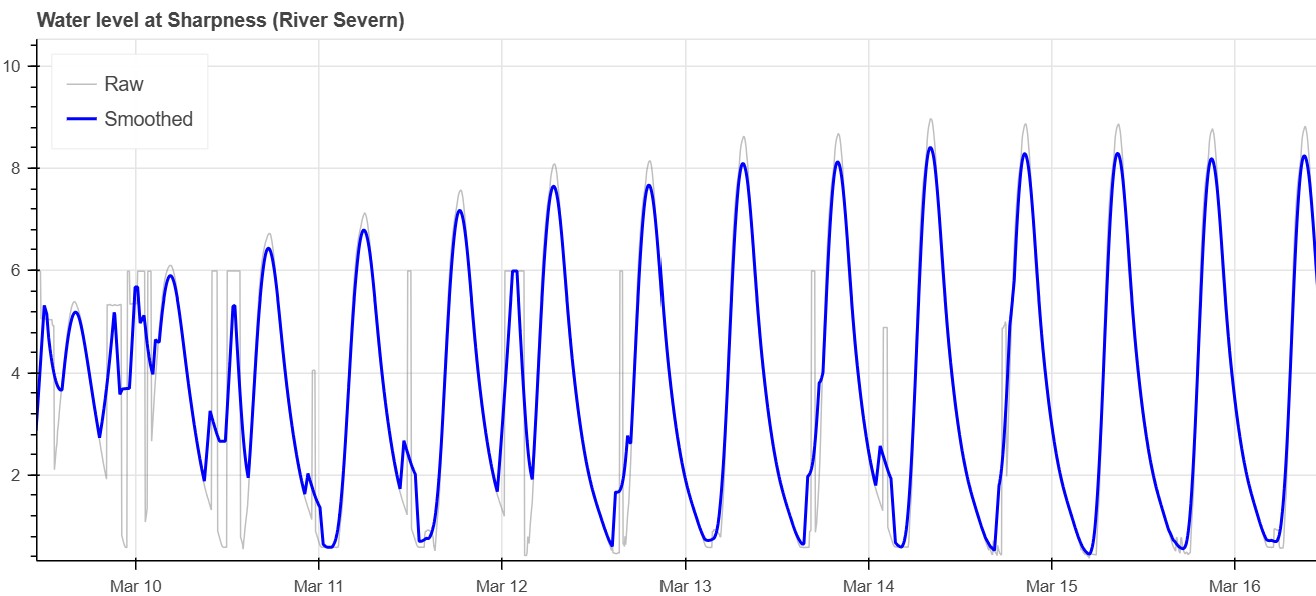 Water level at Sharpness (River Severn)
Raw
Smoothed
10
8
6
4
2
Mar 10 Mar 11 Mar 12 Mar 13 Mar 14 Mar 15 Mar 16